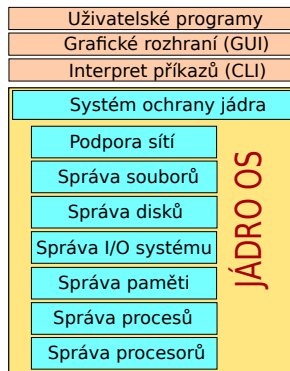 Uživatelské programy
Grafické rozhraní (GUI)
Interpret příkazů (CLI)
Systém ochrany jádra
Podpora sítí
Správa souborů
Správa disků
Správa I/O systému
Správa paměti
Správa procesů
Správa procesorů
JÁDRO OS